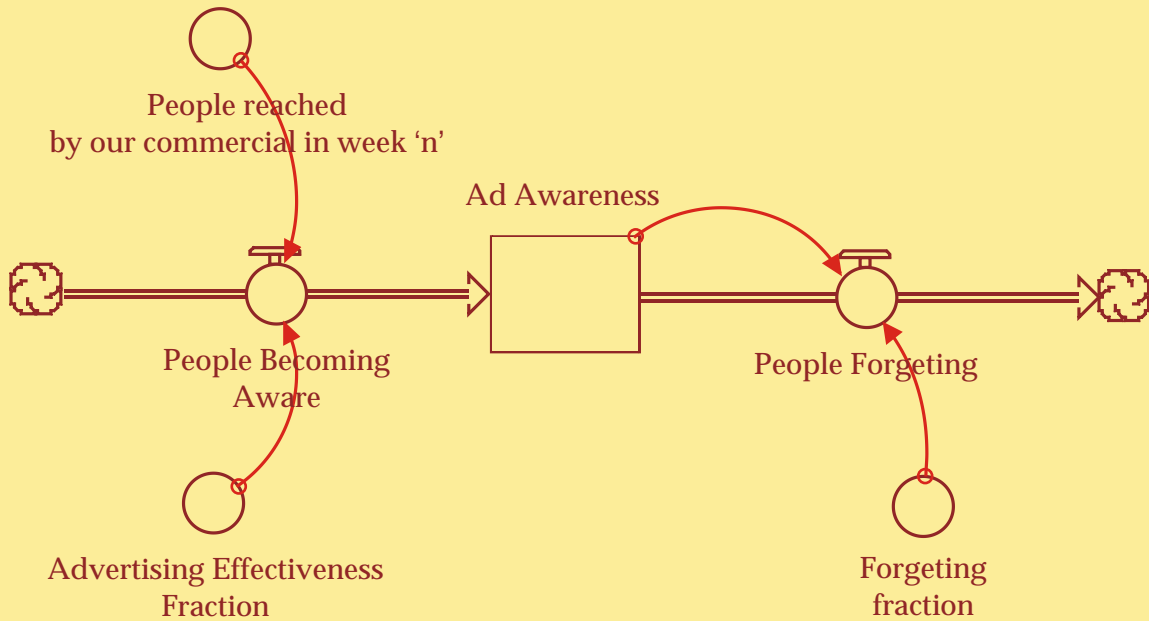 People reached
by our commercial in week ‘n’
Ad Awareness
People Becoming
Aware
People Forgeting
Advertising Effectiveness
Fraction
Forgeting
fraction